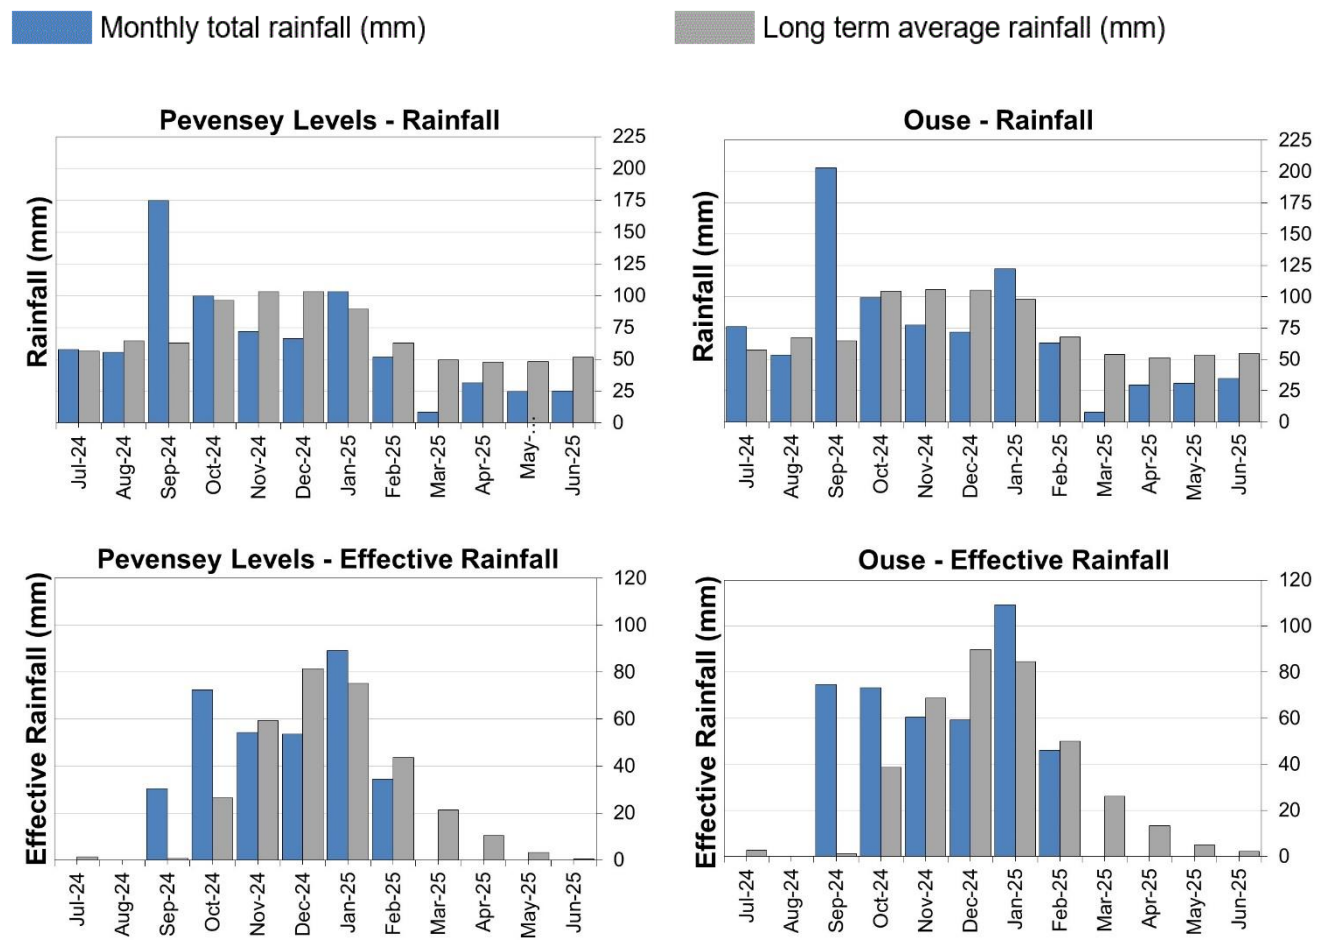 Monthly total rainfall (mm)
Long term average rainfall (mm)
Pevensey Levels - Rainfall
Rainfall (mm)
225
200
175
150
125
100
75
50
25
0
Jul-24
Aug-24
Sep-24
Oct-24
Nov-24
Dec-24
Jan-25
Feb-25
Mar-25
Apr-25
May-...
Jun-25
Ouse - Rainfall
Rainfall (mm)
225
200
175
150
125
100
75
50
25
0
Jul-24
Aug-24
Sep-24
Oct-24
Nov-24
Dec-24
Jan-25
Feb-25
Mar-25
Apr-25
May-25
Jun-25
Pevensey Levels - Effective Rainfall
Effective Rainfall (mm)
120
100
80
60
40
20
0
Jul-24
Aug-24
Sep-24
Oct-24
Nov-24
Dec-24
Jan-25
Feb-25
Mar-25
Apr-25
May-25
Jun-25
Ouse - Effective Rainfall
Effective Rainfall (mm)
120
100
80
60
40
20
0
Jul-24
Aug-24
Sep-24
Oct-24
Nov-24
Dec-24
Jan-25
Feb-25
Mar-25
Apr-25
May-25
Jun-25